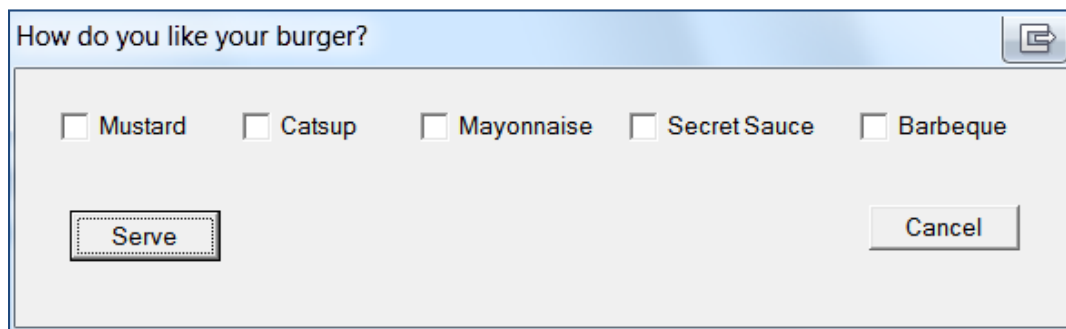 How do you like your burger?
Mustard Catsup Mayonnaise Secret Sauce Barbeque
Serve Cancel